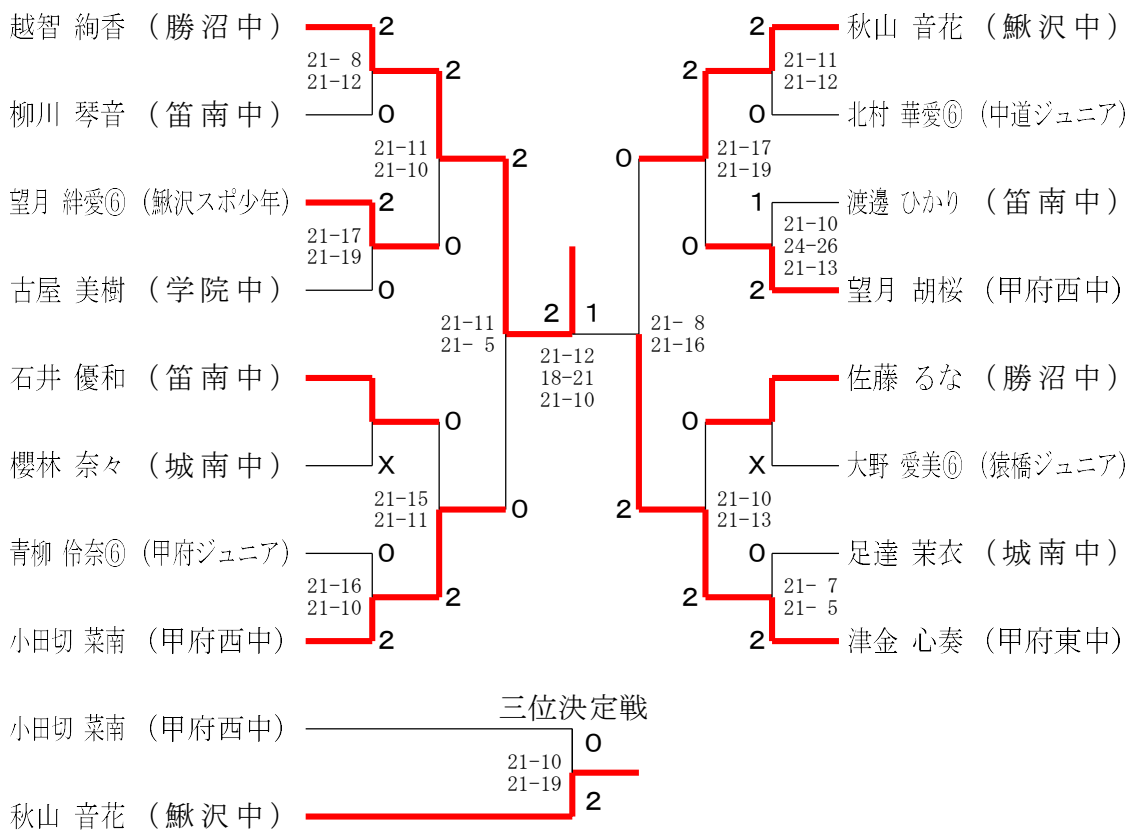 越智 絢香 (勝沼中) 2
21- 8
21-12
2
柳川 琴音 (笛南中) 0
21-11
21-10
2
望月 絆愛⑥ (鰍沢スポ少年) 2
21-17
21-19
0
古屋 美樹 (学院中) 0
21-11
21- 5
2
石井 優和 (笛南中)
0
櫻林 奈々 (城南中) X
21-15
21-11
0
青柳 伶奈⑥ (甲府ジュニア) 0
21-16
21-10
2
小田切 菜南 (甲府西中) 2
1
21-12
18-21
21-10
2 秋山 音花 (鰍沢中)
21-11
21-12
2
0 北村 華愛⑥ (中道ジュニア)
0
21-17
21-19
1 渡邊 ひかり (笛南中)
21-10
24-26
21-13
0
2 望月 胡桜 (甲府西中)
21- 8
21-16
佐藤 るな (勝沼中)
0
X 大野 愛美⑥ (猿橋ジュニア)
21-10
21-13
2
0 足達 茉衣 (城南中)
21- 7
21- 5
2
2 津金 心奏 (甲府東中)
三位決定戦
小田切 菜南 (甲府西中) 0
21-10
21-19
秋山 音花 (鰍沢中) 2